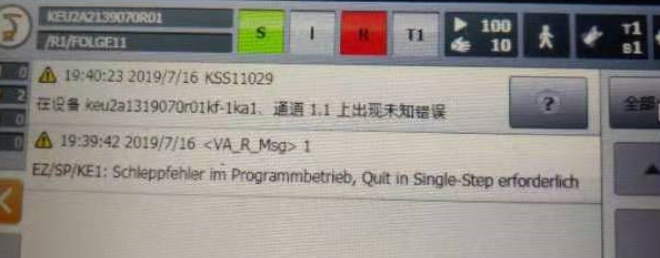 KEU2A2139070R01
/R1/FOLGE11
S I R T1
100
10
T1
S1
19:40:23 2019/7/16 KSS11029
在设备 keu2a1319070r01kf-1ka1、通道 1.1 上出现未知错误
?
全部
19:39:42 2019/7/16 <VA_R_Msg> 1
EZ/SP/KE1: Schleppfehler im Programmbetrieb, Quit in Single-Step erforderlich
0
2
0
0